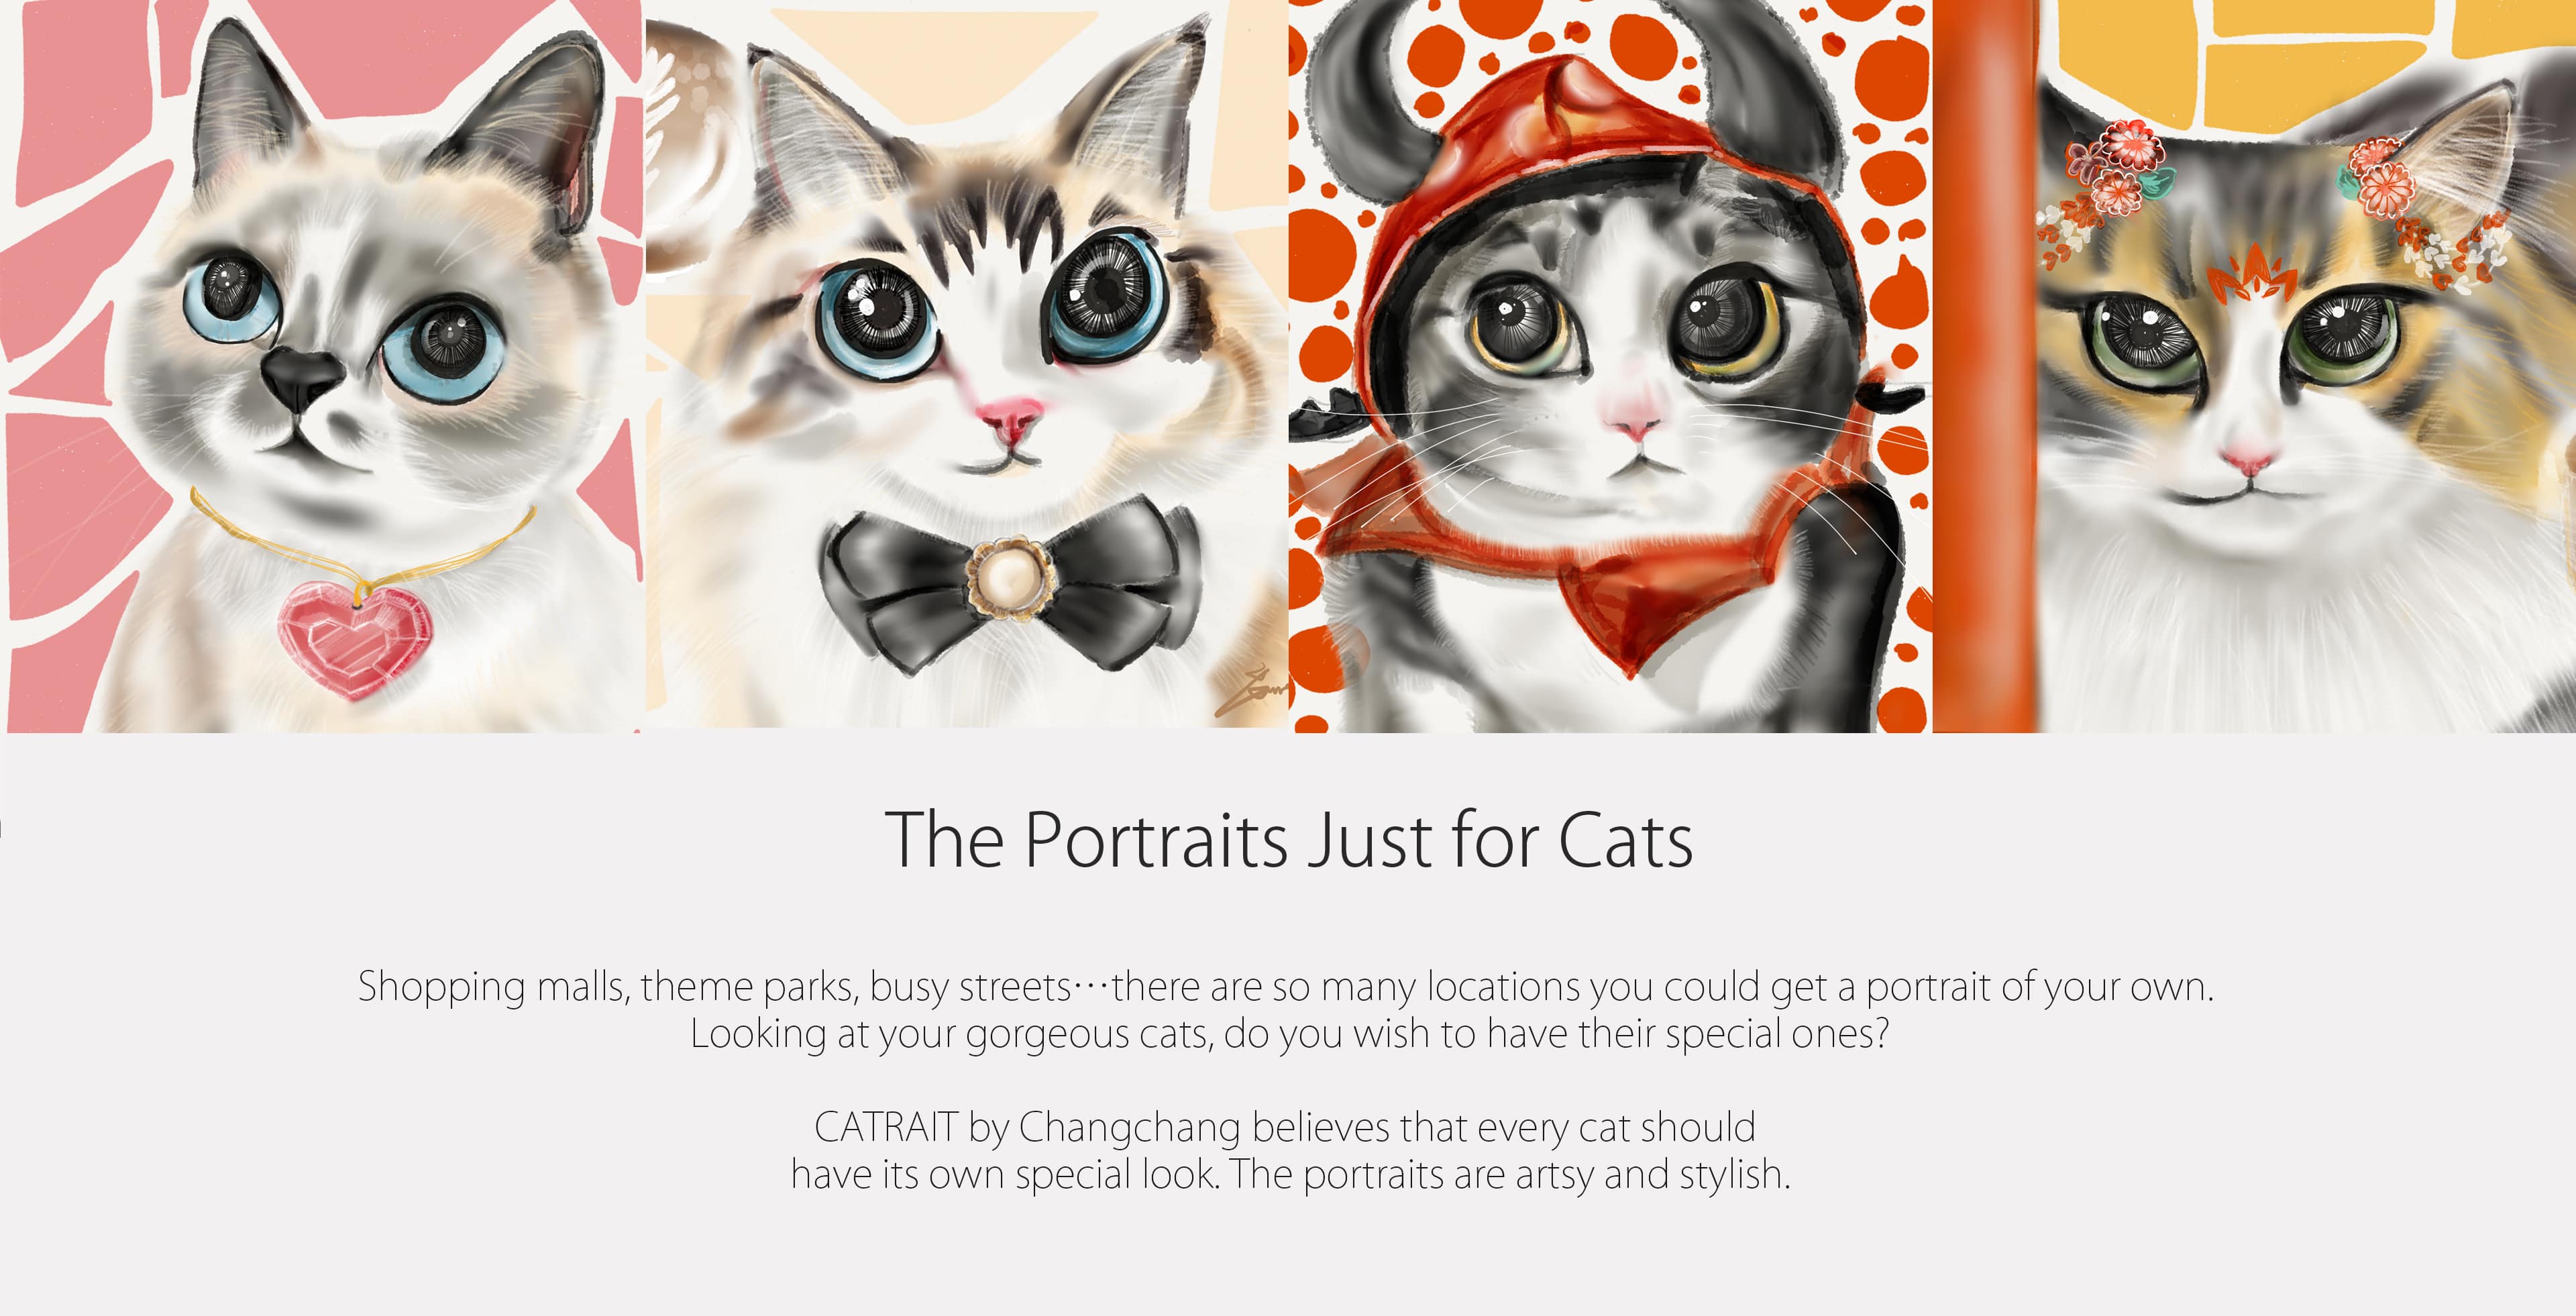 The Portraits Just for Cats
Shopping malls, theme parks, busy streets⋯there are so many locations you could get a portrait of your own.
Looking at your gorgeous cats, do you wish to have their special ones?
CATRAIT by Changchang believes that every cat should
have its own special look. The portraits are artsy and stylish.